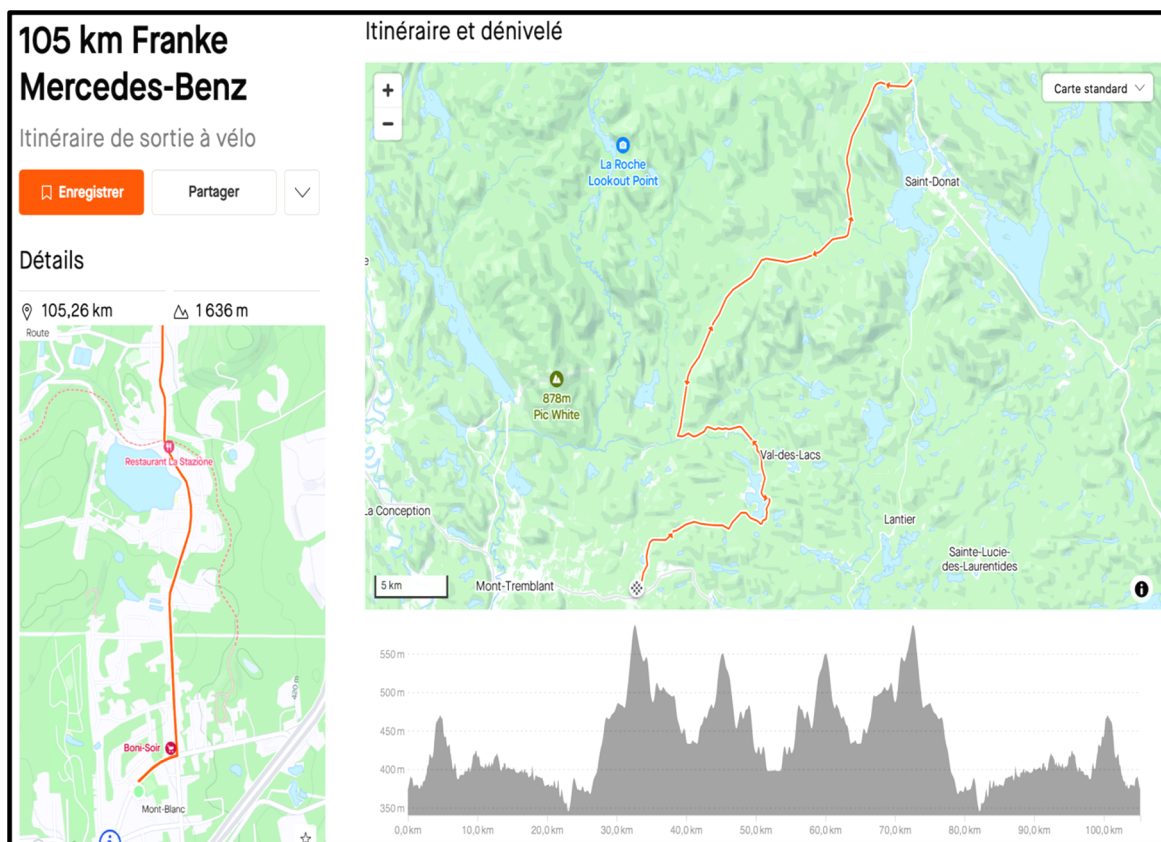 105 km Franke
Mercedes-Benz
Itinéraire de sortie à vélo
Enregistrer
Partager
Détails
105,26 km
1 636 m
Route
Restaurant La Stazione
Boni-Soir
Mont-Blanc
420 m
Itinéraire et dénivelé
+
−
Carte standard
La Roche
Lookout Point
Saint-Donat
e
878m
Pic White
Val-des-Lacs
La Conception
Lantier
Sainte-Lucie-
des-Laurentides
5 km
Mont-Tremblant
550 m
500 m
450 m
400 m
350 m
0,0 km
10,0 km
20,0 km
30,0 km
40,0 km
50,0 km
60,0 km
70,0 km
80,0 km
90,0 km
100,0 km